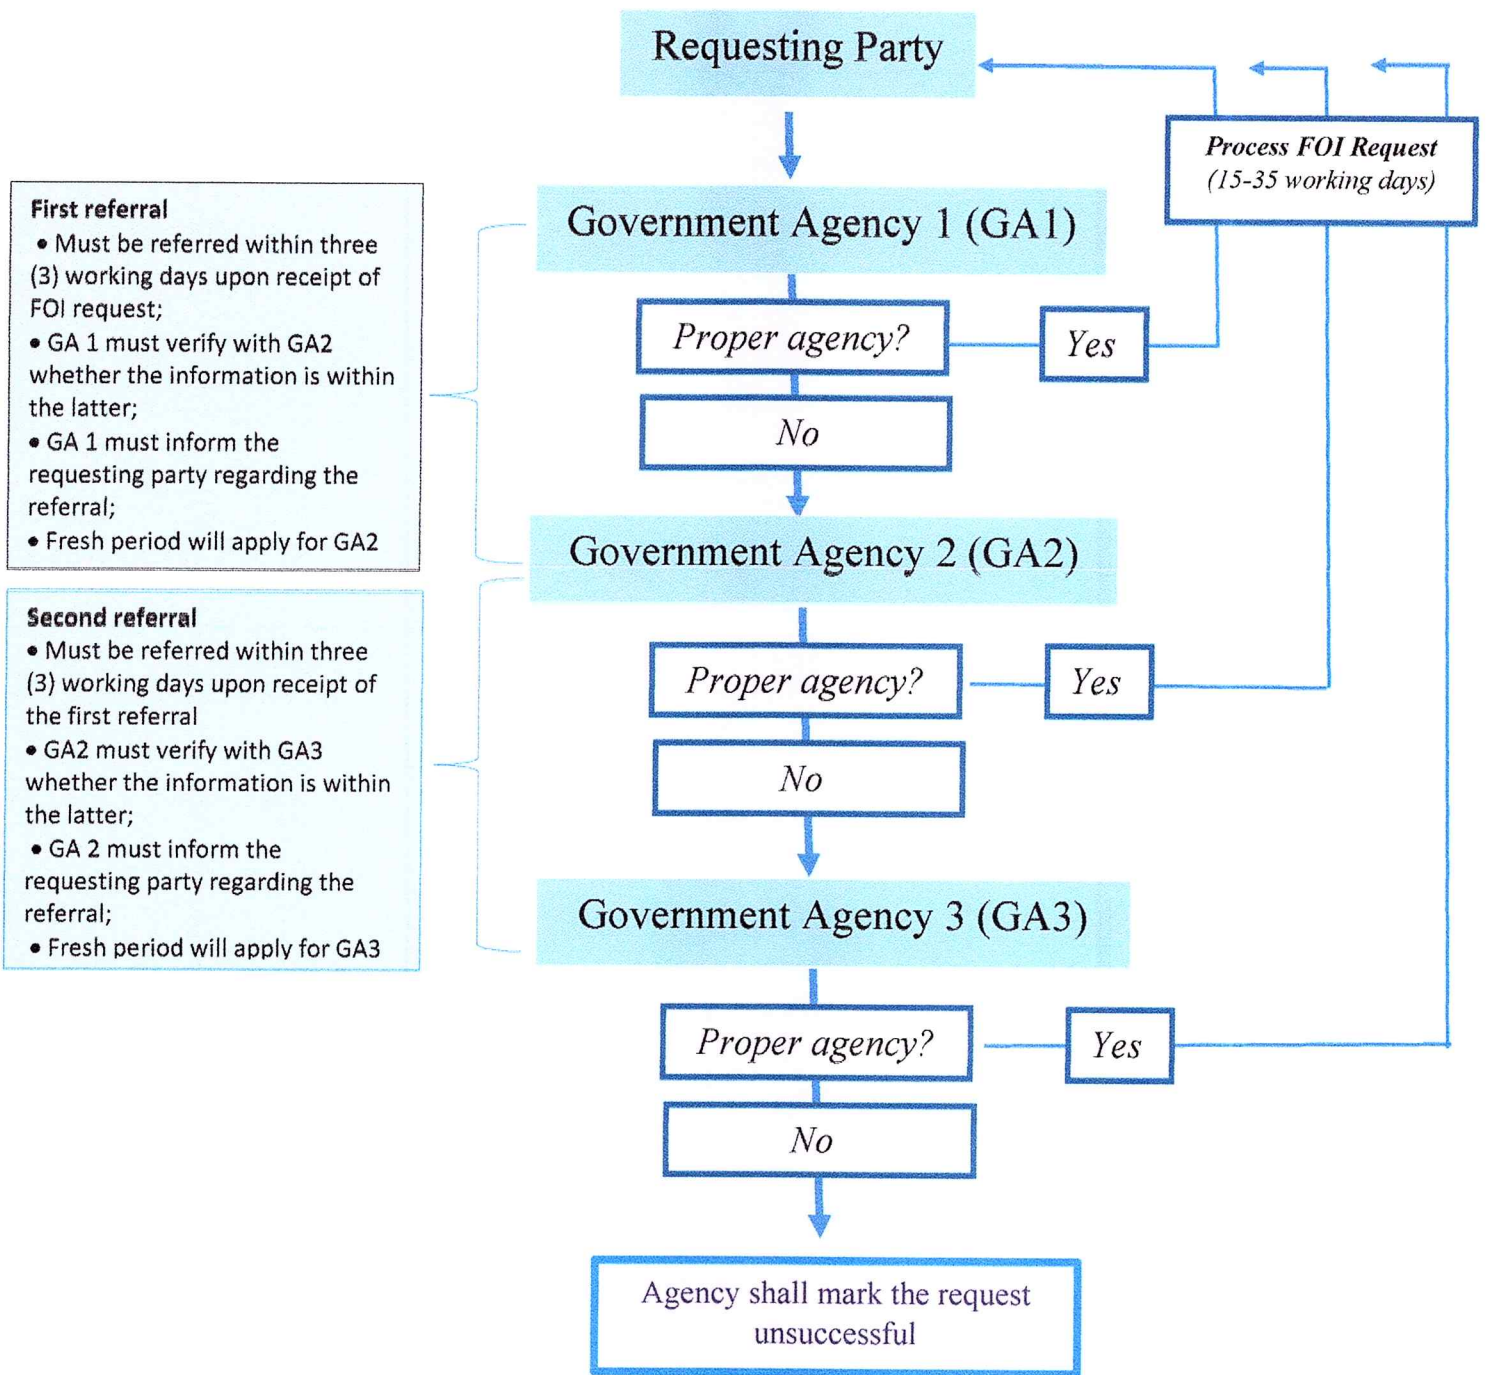 Requesting Party
Process FOI Request
(15-35 working days)
First referral
• Must be referred within three
(3) working days upon receipt of
FOI request;
• GA 1 must verify with GA2
whether the information is within
the latter;
• GA 1 must inform the
requesting party regarding the
referral;
• Fresh period will apply for GA2
Government Agency 1 (GA1)
Proper agency?
Yes
No
Government Agency 2 (GA2)
Second referral
• Must be referred within three
(3) working days upon receipt of
the first referral
• GA2 must verify with GA3
whether the information is within
the latter;
• GA 2 must inform the
requesting party regarding the
referral;
• Fresh period will apply for GA3
Proper agency?
Yes
No
Government Agency 3 (GA3)
Proper agency?
Yes
No
Agency shall mark the request
unsuccessful